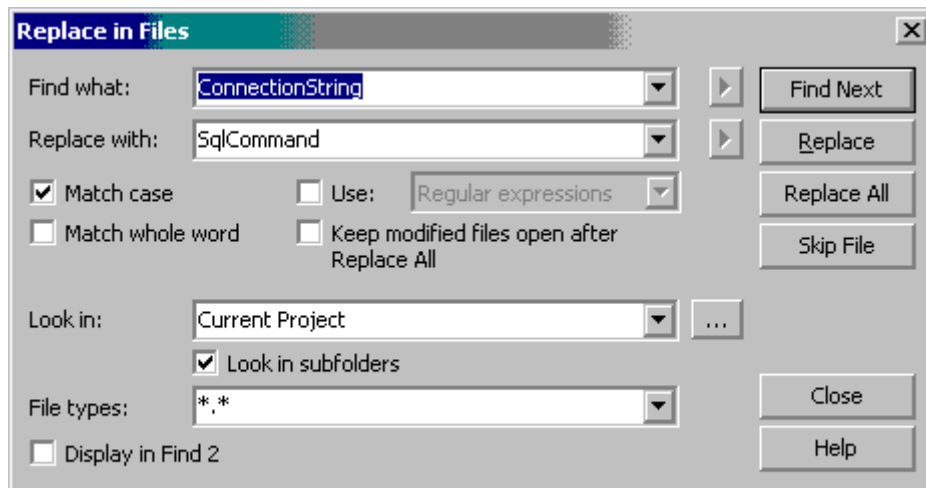 Replace in Files
Find what: ConnectionString Find Next
Replace with: SqlCommand Replace
Match case Use: Regular expressions Replace All
Match whole word Keep modified files open after
Replace All
Skip File
Look in: Current Project ...
Look in subfolders
File types: *.* Close
Display in Find 2 Help